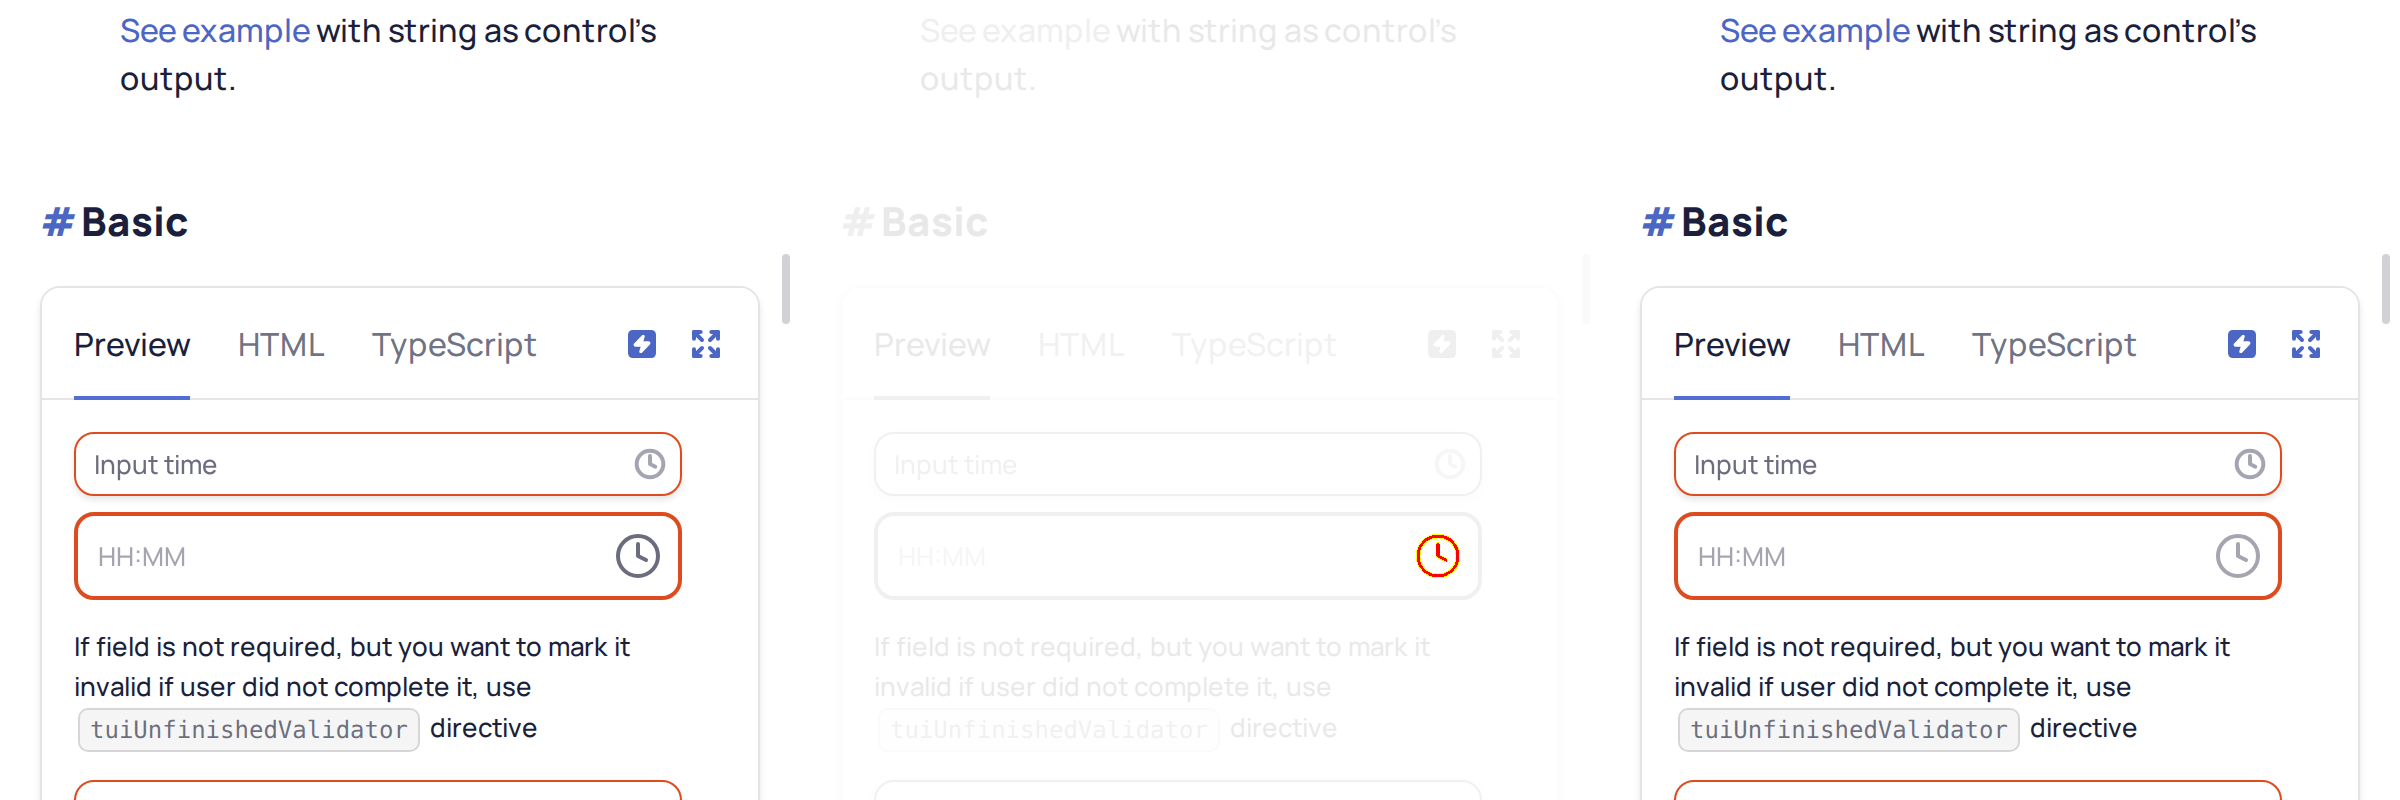 See example with string as control's
output.
# Basic
Preview HTML TypeScript
Input time
HH:MM
If field is not required, but you want to mark it
invalid if user did not complete it, use
tuiUnfinishedValidator directive
See example with string as control's
output.
# Basic
Preview HTML TypeScript
Input time
HH:MM
If field is not required, but you want to mark it
invalid if user did not complete it, use
tuiUnfinishedValidator directive
See example with string as control's
output.
# Basic
Preview HTML TypeScript
Input time
HH:MM
If field is not required, but you want to mark it
invalid if user did not complete it, use
tuiUnfinishedValidator directive